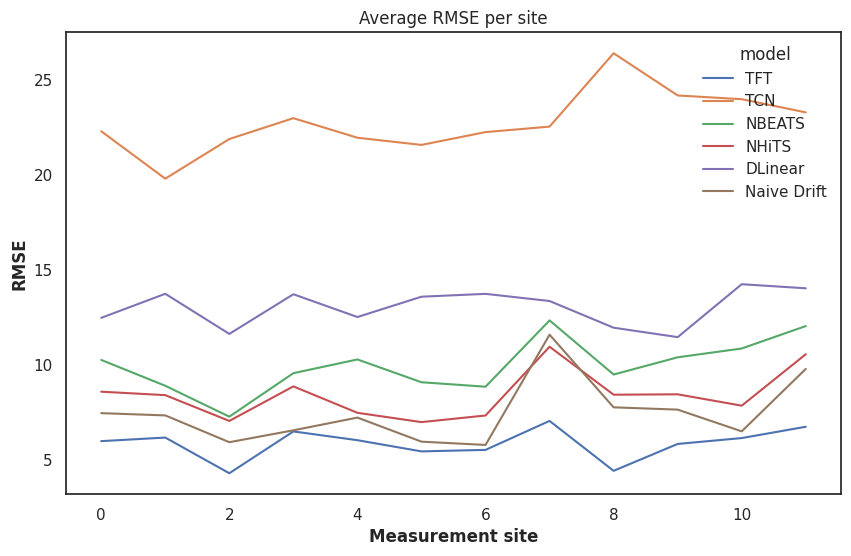 Average RMSE per site
model
TFT
TCN
NBEATS
NHiTS
DLinear
Naive Drift
RMSE
25
20
15
10
5
0 2 4 6 8 10
Measurement site